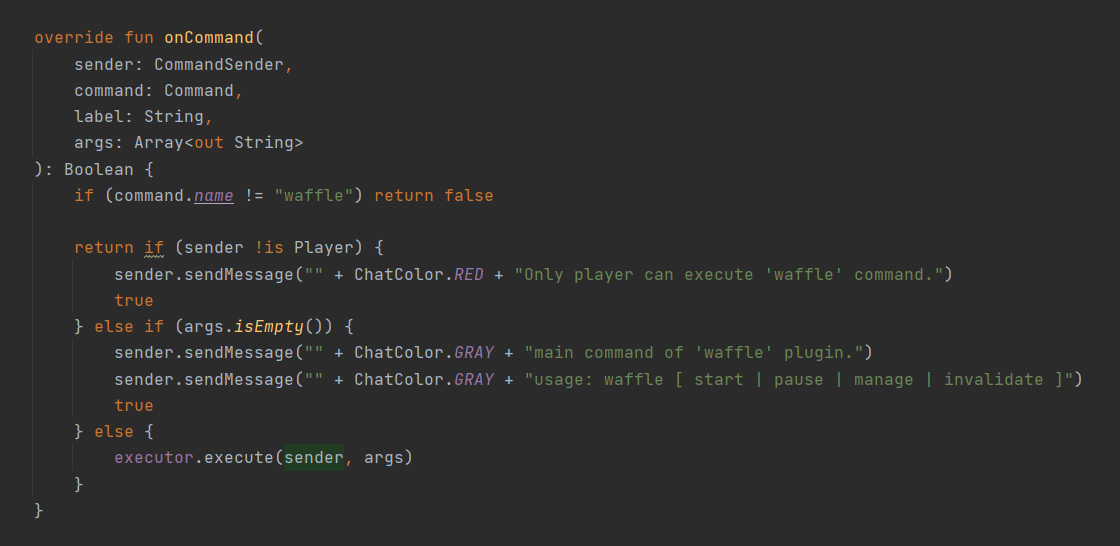 override fun onCommand(
    sender: CommandSender,
    command: Command,
    label: String,
    args: Array<out String>
): Boolean {
    if (command.name != "waffle") return false

    return if (sender !is Player) {
        sender.sendMessage("" + ChatColor.RED + "Only player can execute 'waffle' command.")
        true
    } else if (args.isEmpty()) {
        sender.sendMessage("" + ChatColor.GRAY + "main command of 'waffle' plugin.")
        sender.sendMessage("" + ChatColor.GRAY + "usage: waffle [ start | pause | manage | invalidate ]")
        true
    } else {
        executor.execute(sender, args)
    }
}